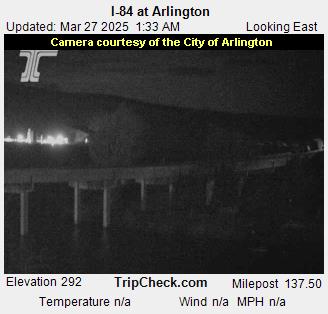 I-84 at Arlington
Updated: Mar 27 2025 1:33 AM Looking East
Camera courtesy of the City of Arlington
Elevation 292 TripCheck.com Milepost 137.50
Temperature n/a Wind n/a MPH n/a